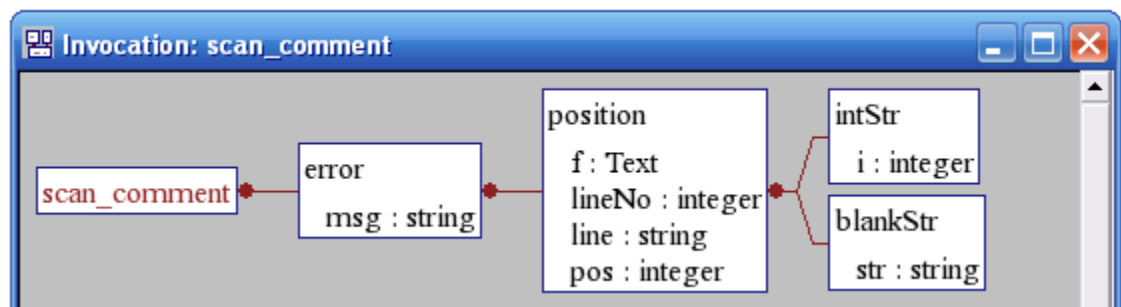 Invocation: scan_comment
scan_comment
error
msg : string
position
f : Text
lineNo : integer
line : string
pos : integer
intStr
i : integer
blankStr
str : string